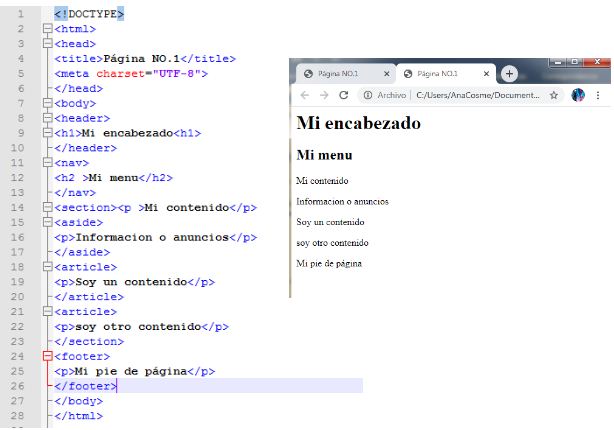 1 <!DOCTYPE>
2 <html>
3 <head>
4 <title>Página NO.1</title>
5 <meta charset="UTF-8">
6 </head>
7 <body>
8 <header>
9 <h1>Mi encabezado<h1>
10 </header>
11 <nav>
12 <h2 >Mi menu</h2>
13 </nav>
14 <section><p >Mi contenido</p>
15 <aside>
16 <p>Informacion o anuncios</p>
17 </aside>
18 <article>
19 <p>Soy un contenido</p>
20 </article>
21 <article>
22 <p>soy otro contenido</p>
23 </section>
24 <footer>
25 <p>Mi pie de página</p>
26 </footer>
27 </body>
28 </html>
Página NO.1
Página NO.1
Archivo | C:/Users/AnaCosme/Document...
Mi encabezado
Mi menu
Mi contenido
Informacion o anuncios
Soy un contenido
soy otro contenido
Mi pie de página